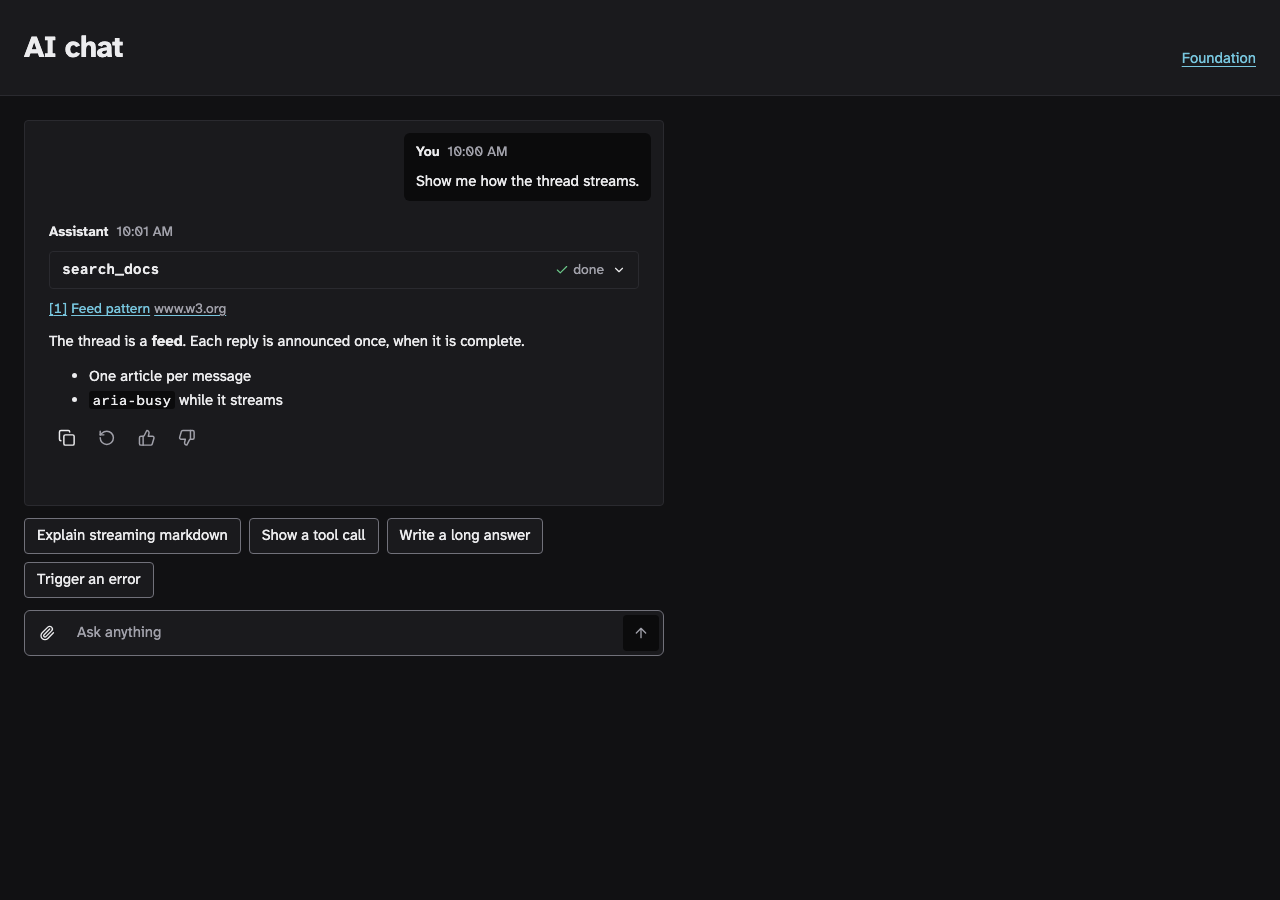 AI chat
Foundation
You 10:00 AM
Show me how the thread streams.
Assistant 10:01 AM
search_docs done
[1] Feed pattern www.w3.org
The thread is a feed. Each reply is announced once, when it is complete.
• One article per message
• aria-busy while it streams
Explain streaming markdown Show a tool call Write a long answer
Trigger an error
Ask anything